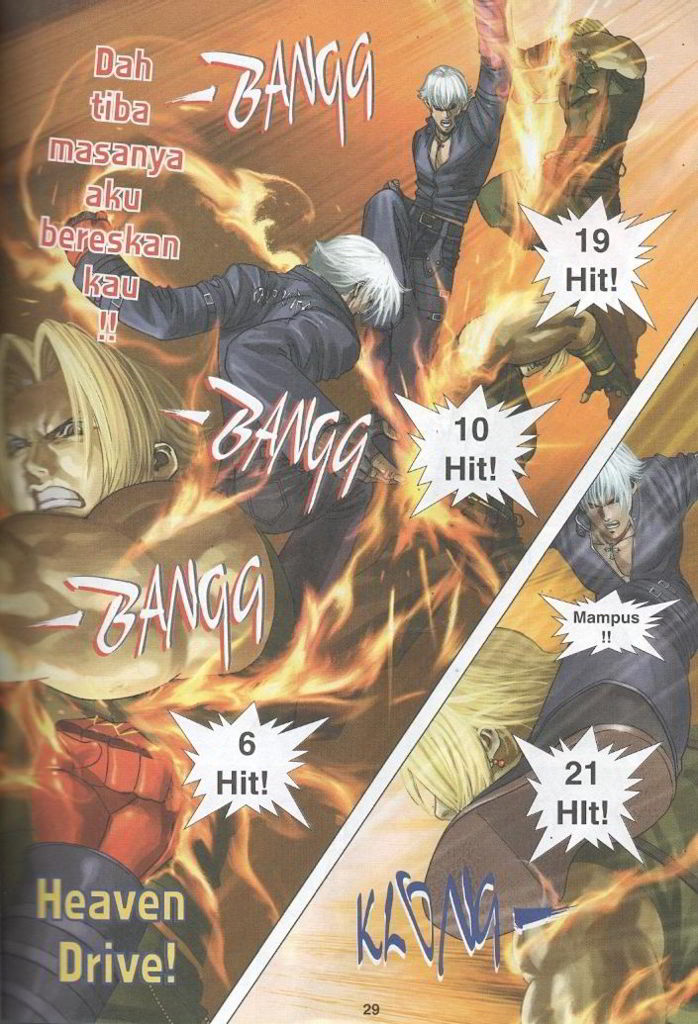 Dah
tiba
masanya
aku
bereskan
kau
!!
BANGG
19
Hit!
BANGG
10
Hit!
Mampus
!!
BANGG
6
Hit!
21
HIt!
Heaven
Drive!
KLONG
29